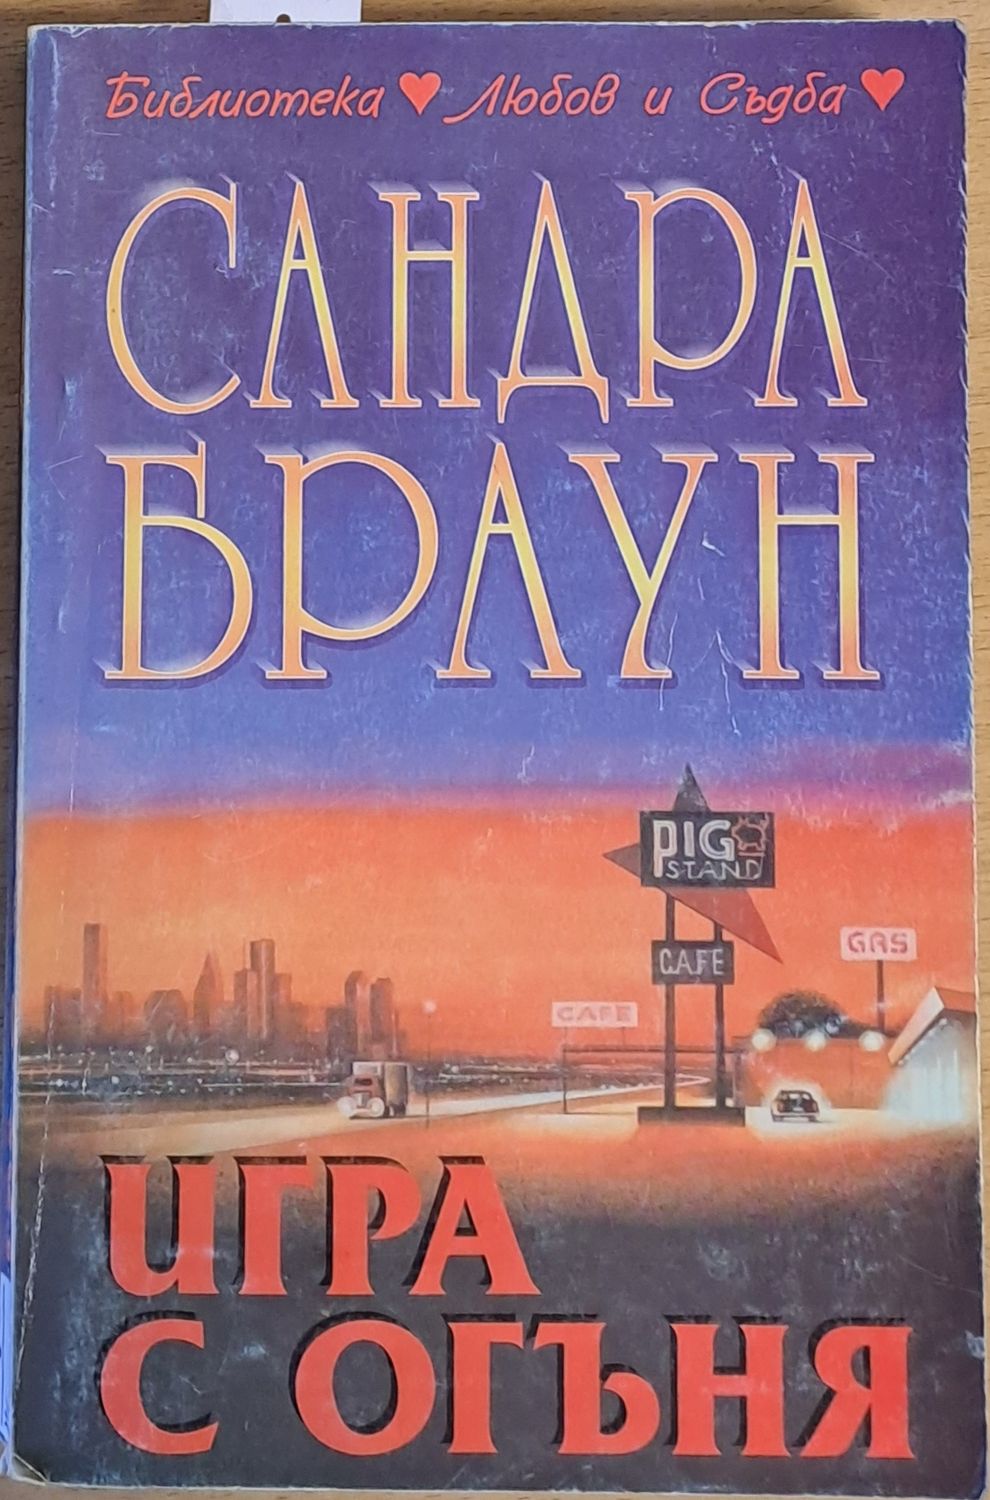 Библиотека ♥ Любов и Съдба ♥
САНДРА
БРАУН
PIG
STAND
CAFE
GAS
CAFE
ИГРА
С ОГЪНЯ